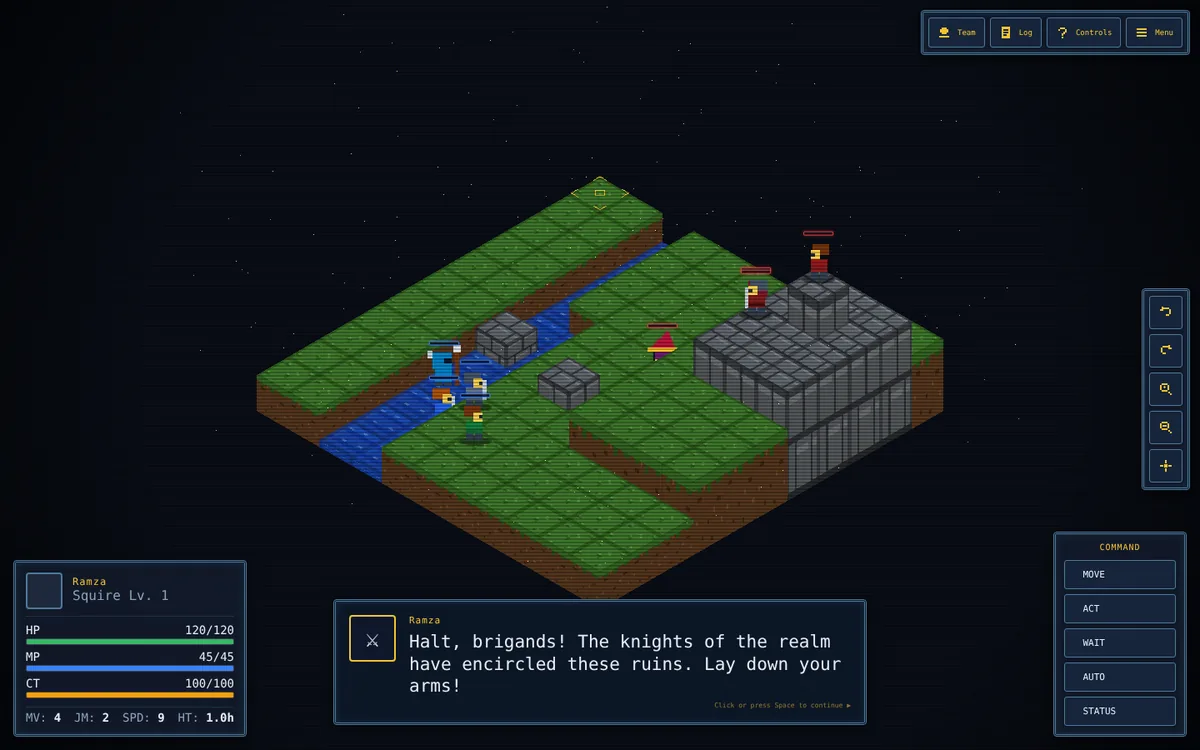 Team
Log
Controls
Menu
Ramza
Squire Lv. 1
HP 120/120
MP 45/45
CT 100/100
MV: 4 JM: 2 SPD: 9 HT: 1.0h
Ramza
Halt, brigands! The knights of the realm
have encircled these ruins. Lay down your
arms!
Click or press Space to continue ▶
COMMAND
MOVE
ACT
WAIT
AUTO
STATUS